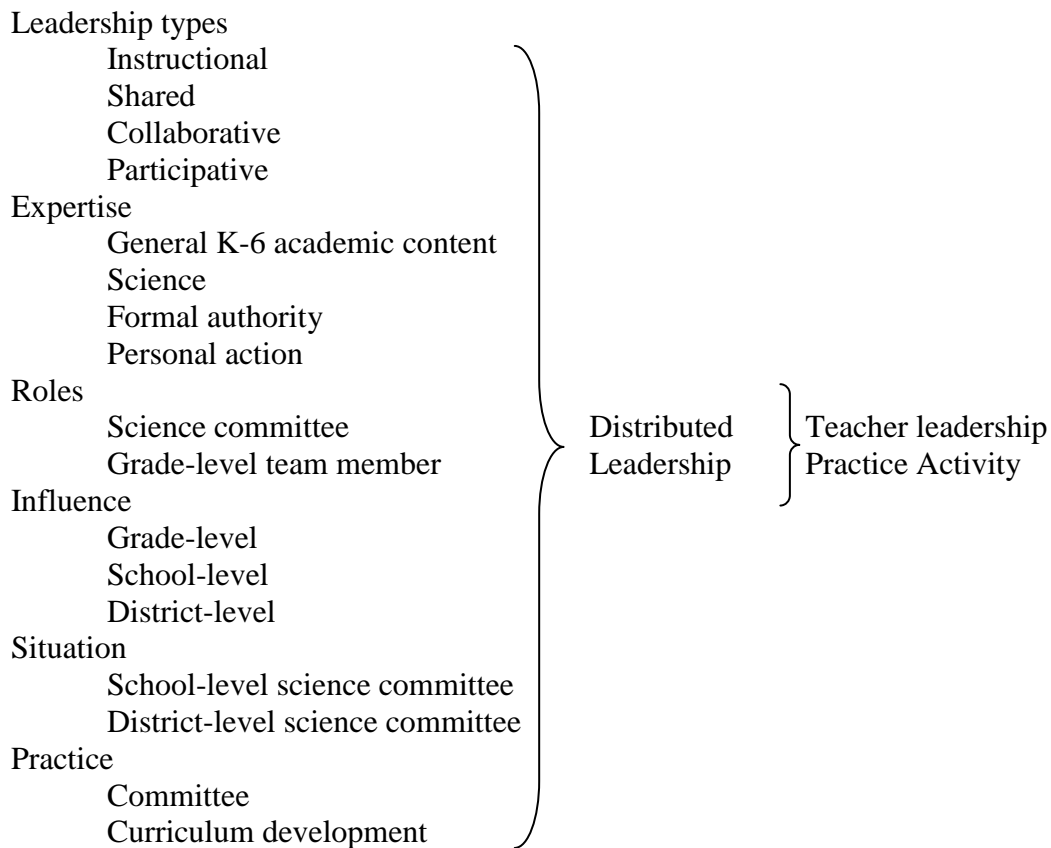 Leadership types
Instructional
Shared
Collaborative
Participative
Expertise
General K-6 academic content
Science
Formal authority
Personal action
Roles
Science committee
Grade-level team member
Influence
Grade-level
School-level
District-level
Situation
School-level science committee
District-level science committee
Practice
Committee
Curriculum development
Distributed
Leadership
Teacher leadership
Practice Activity